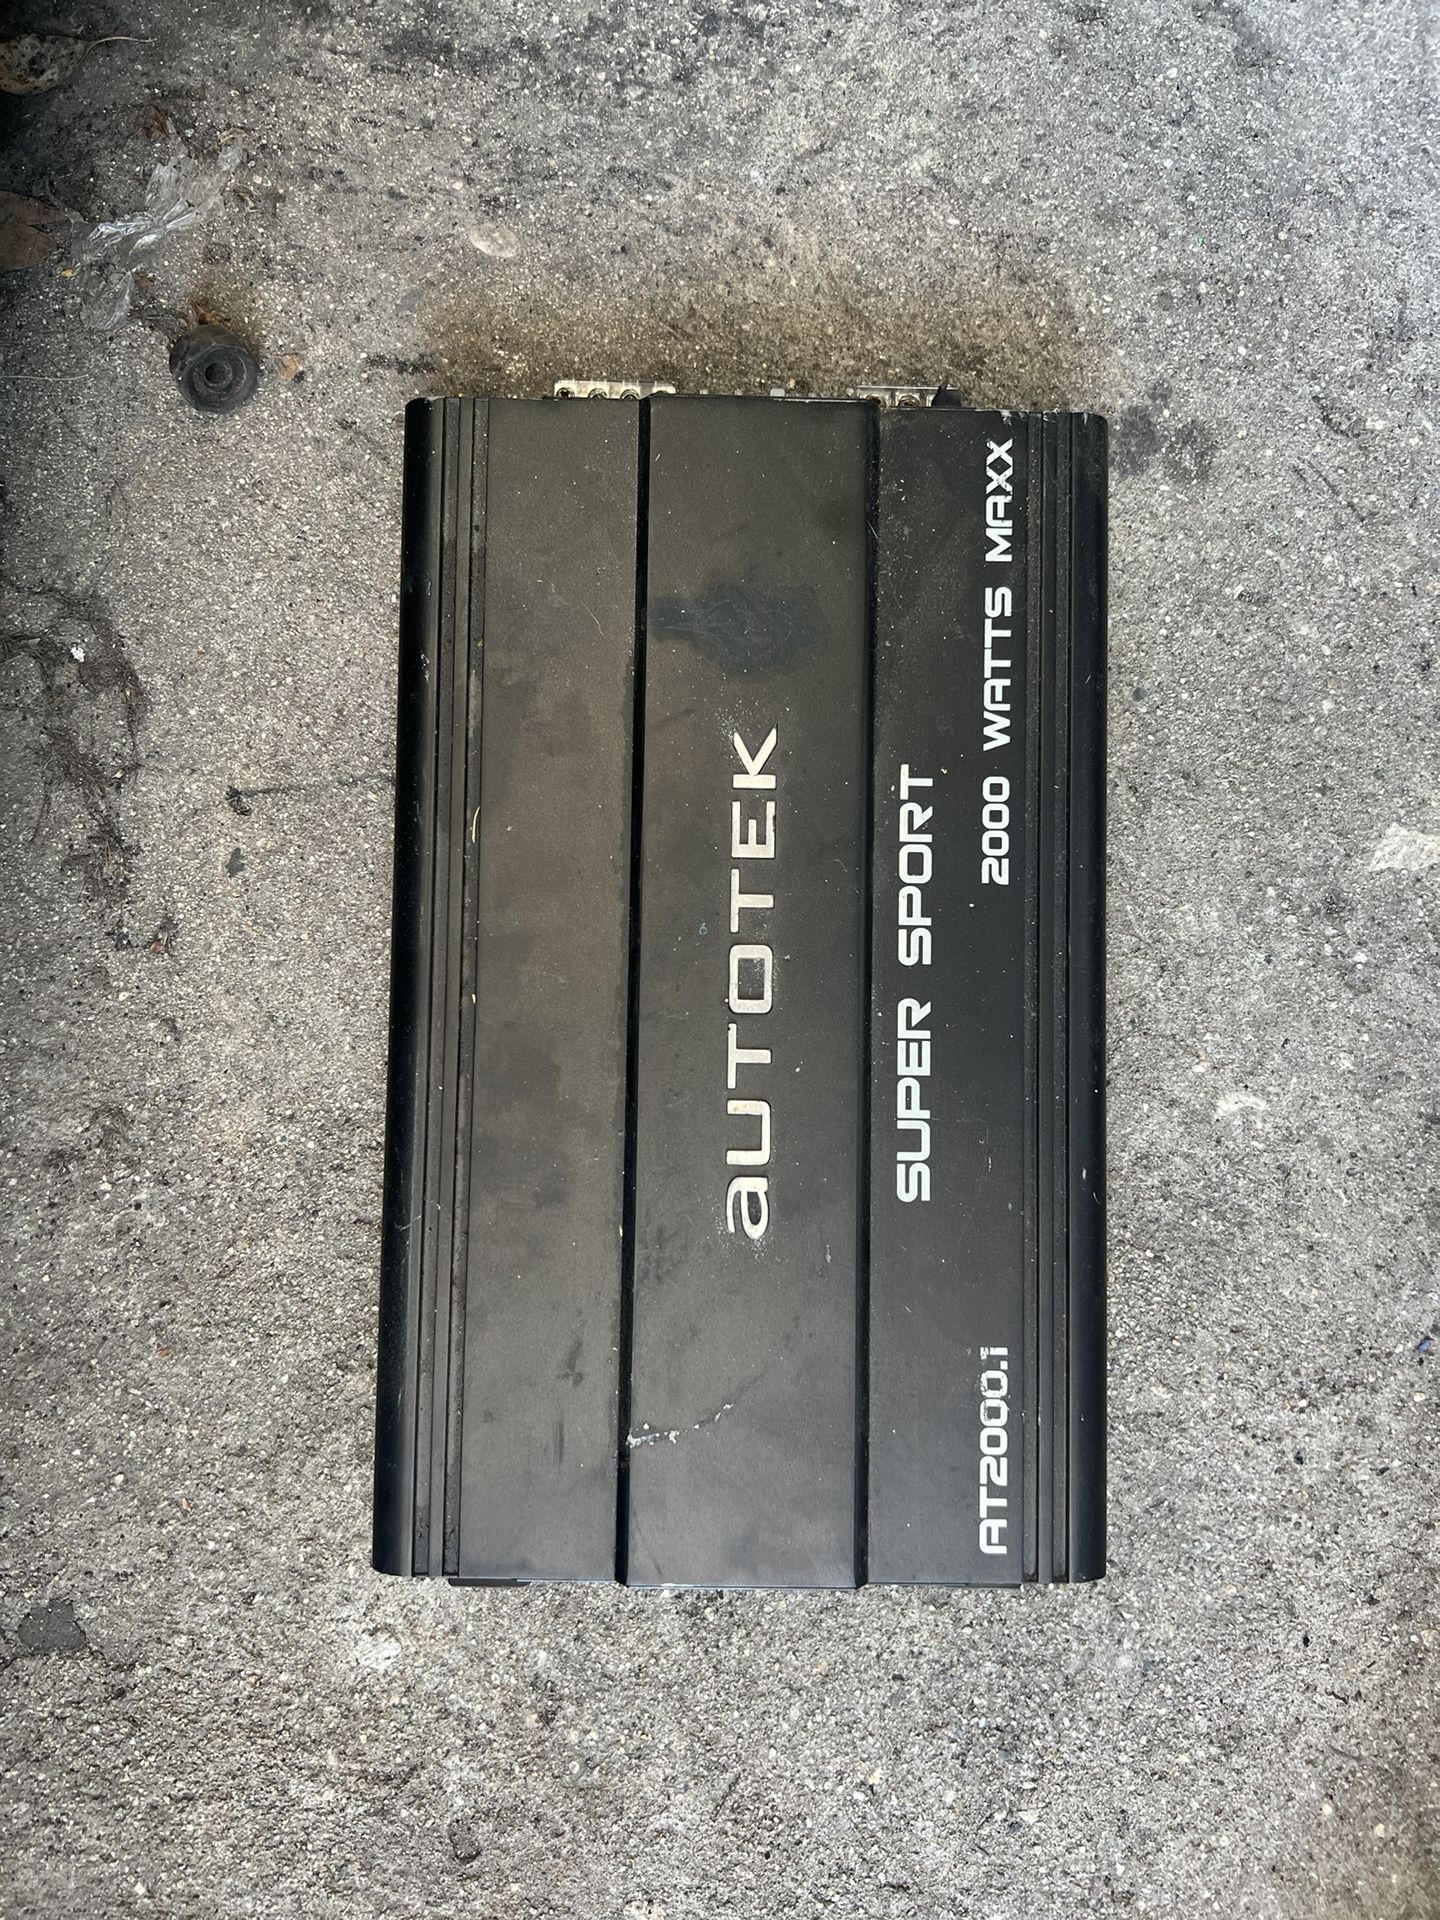 aUTOTEK
SUPER SPORT
2000 WATTS MAXX
AT2000.1